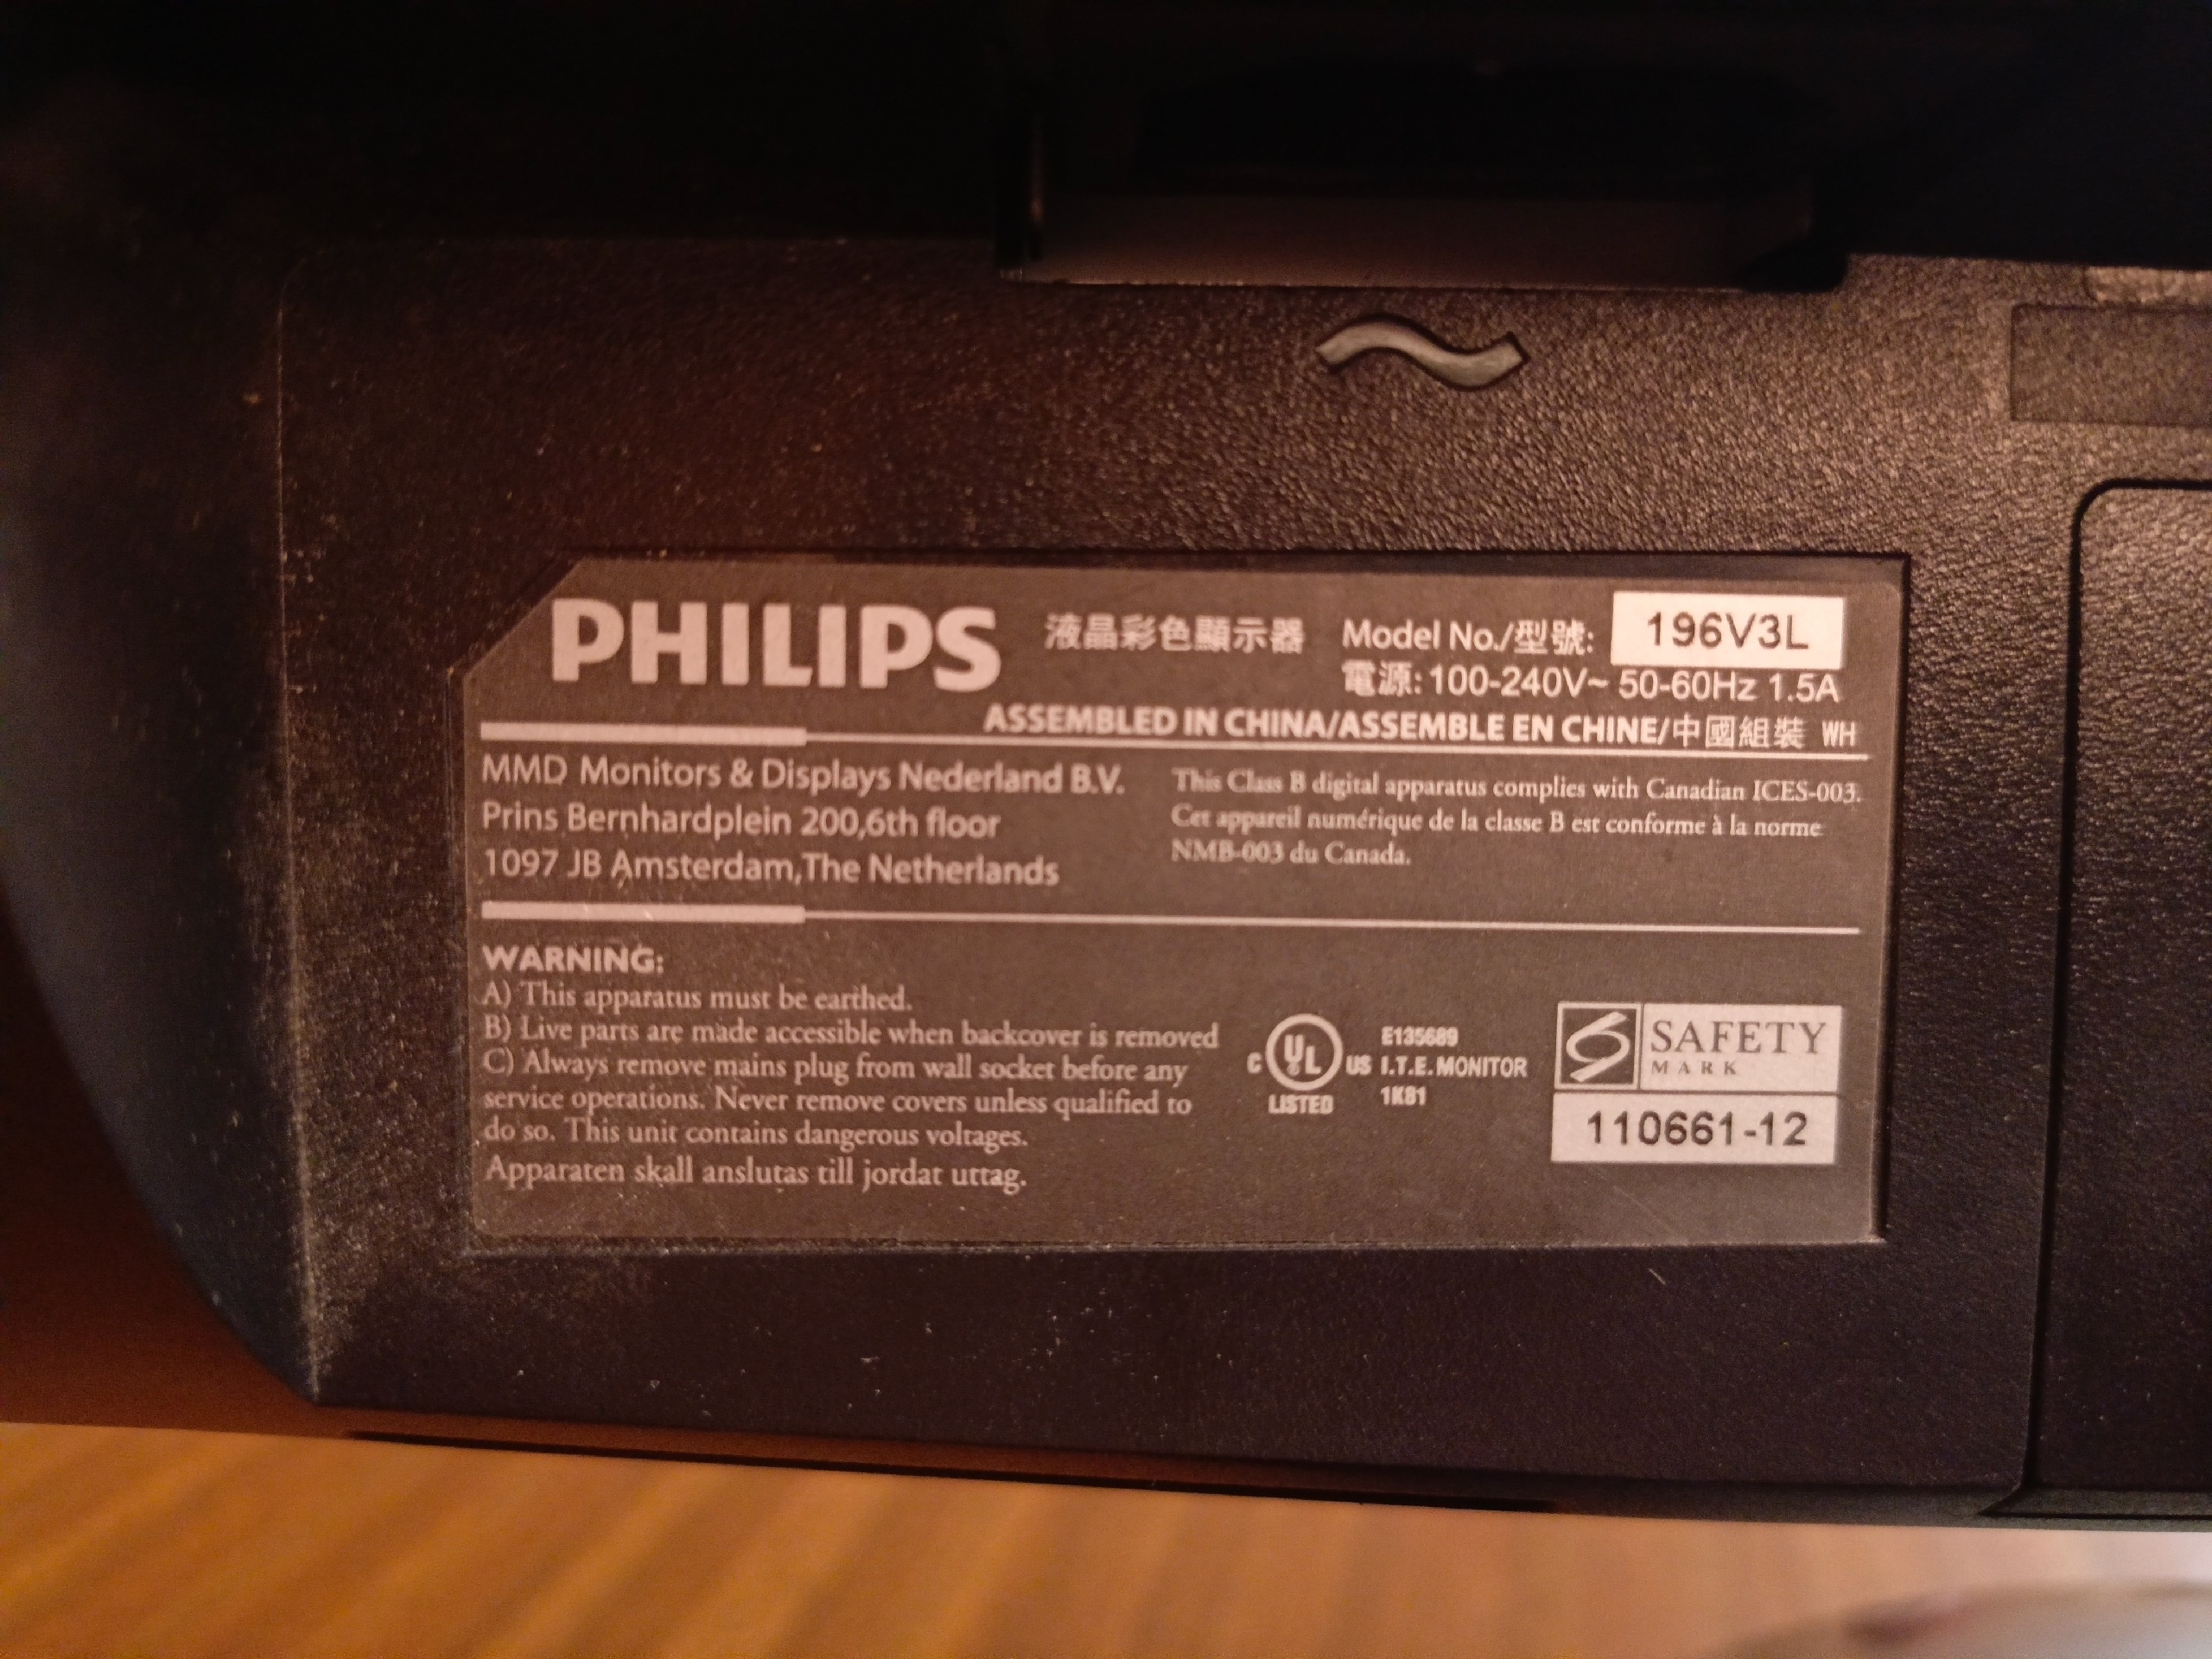 PHILIPS 液晶彩色顯示器 Model No./型號: 196V3L
電源: 100-240V~ 50-60Hz 1.5A
ASSEMBLED IN CHINA/ASSEMBLE EN CHINE/中國組裝 WH
MMD Monitors & Displays Nederland B.V.
Prins Bernhardplein 200,6th floor
1097 JB Amsterdam,The Netherlands
This Class B digital apparatus complies with Canadian ICES-003.
Cet appareil numérique de la classe B est conforme à la norme
NMB-003 du Canada.
WARNING:
A) This apparatus must be earthed.
B) Live parts are made accessible when backcover is removed
C) Always remove mains plug from wall socket before any
service operations. Never remove covers unless qualified to
do so. This unit contains dangerous voltages.
Apparaten skall anslutas till jordat uttag.
C UL US
LISTED
E135689
I.T.E. MONITOR
1K81
SAFETY
MARK
110661-12